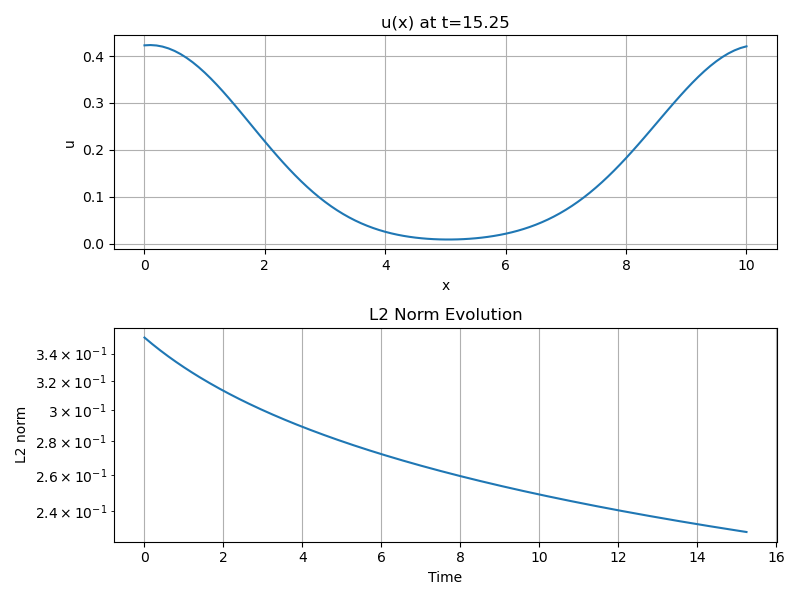 u(x) at t=15.25
u
0.4
0.3
0.2
0.1
0.0
0 2 4 6 8 10
x
L2 Norm Evolution
L2 norm
3.4 × 10⁻¹
3.2 × 10⁻¹
3 × 10⁻¹
2.8 × 10⁻¹
2.6 × 10⁻¹
2.4 × 10⁻¹
0 2 4 6 8 10 12 14 16
Time